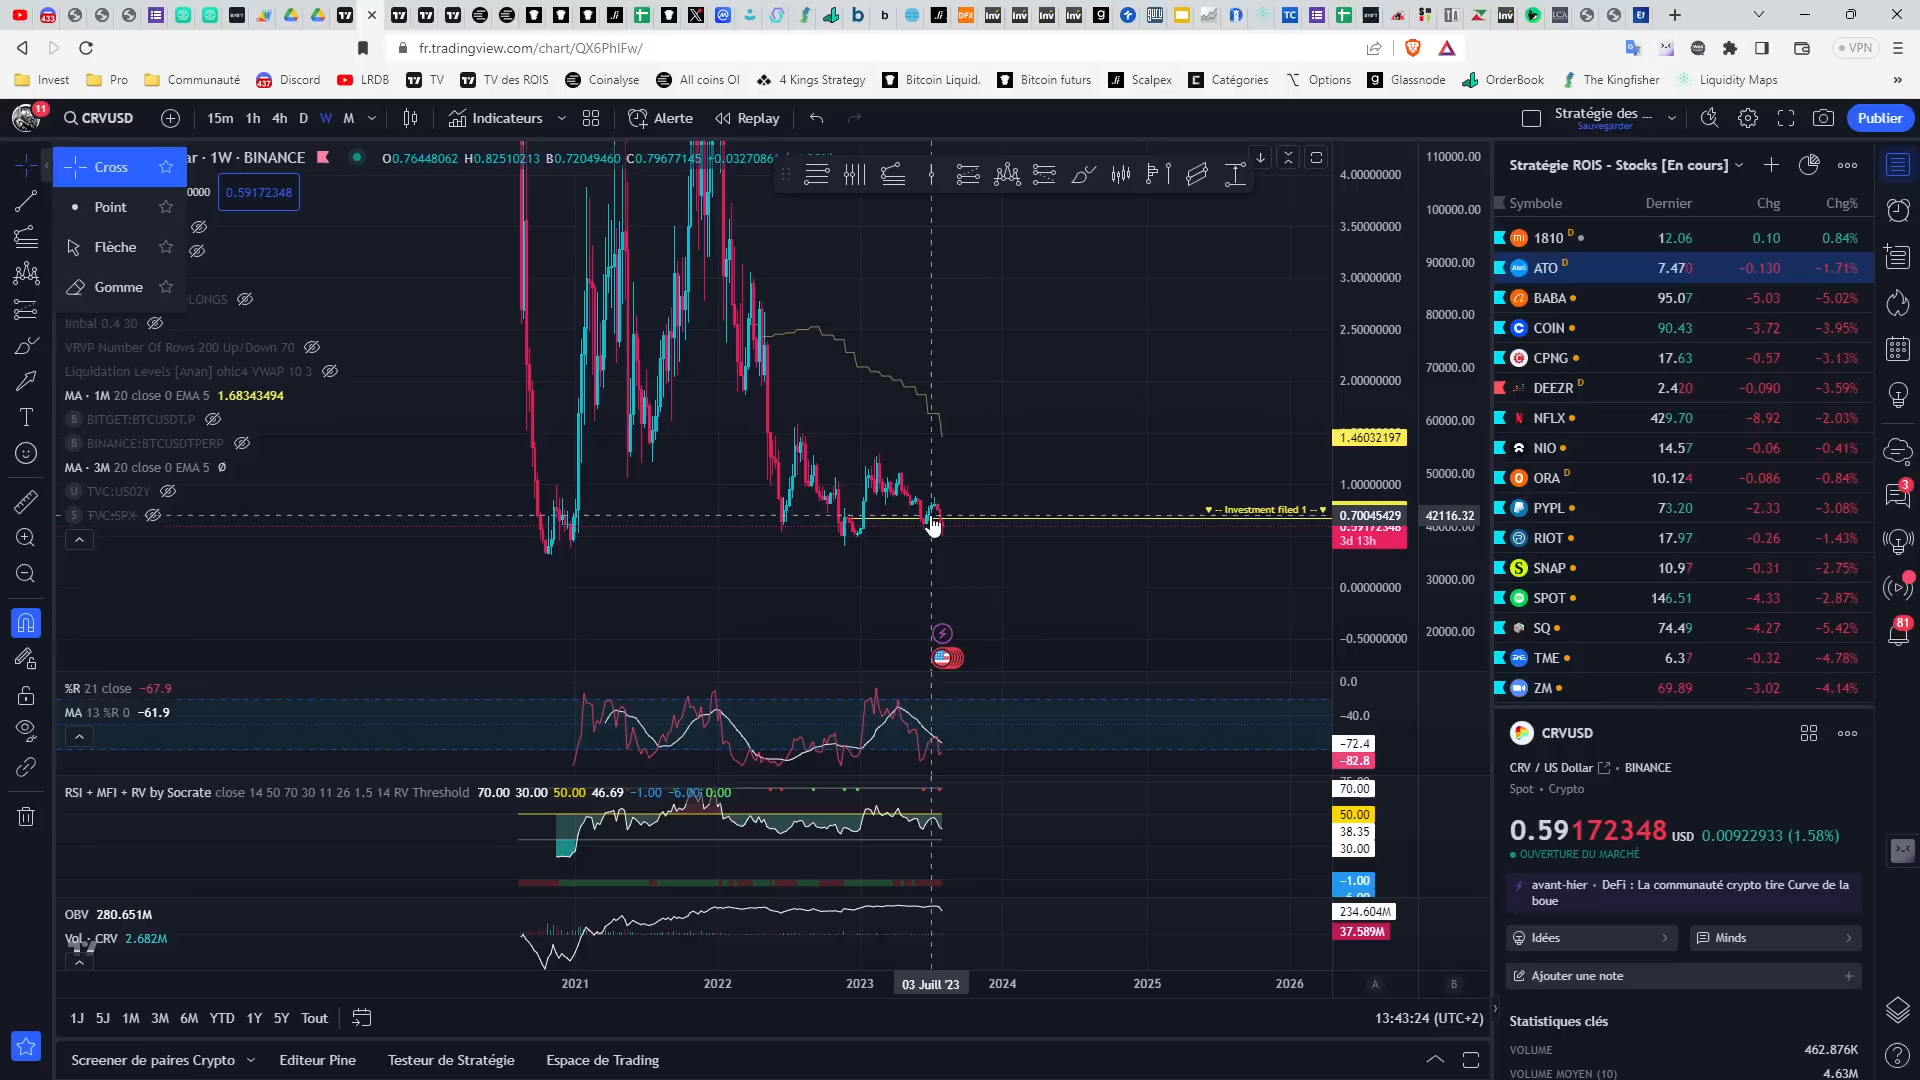 fr.tradingview.com/chart/QX6PhIFw/
VPN
Invest
Pro
Communauté
Discord
LRDB
TV
TV des ROIS
Coinalyse
All coins OI
4 Kings Strategy
Bitcoin Liquid.
Bitcoin futurs
Scalpex
Catégories
Options
Glassnode
OrderBook
The Kingfisher
Liquidity Maps
11
CRVUSD
15m 1h 4h D W M
Indicateurs
Alerte
Replay
Stratégie des ...
Sauvegarder
Publier
Cross
Point
Flèche
Gomme
ar · 1W · BINANCE
O0.76448062 H0.82510213 B0.72049460 C0.79677145
0000
0.59172348
LONGS
Imbal 0.4 30
VRVP Number Of Rows 200 Up/Down 70
Liquidation Levels [Anan] ohlc4 VWAP 10 3
MA · 1M 20 close 0 EMA 5 1.68343494
BITGET:BTCUSDT.P
BINANCE:BTCUSDTPERP
MA · 3M 20 close 0 EMA 5 ø
TVC:US02Y
TVC:SPX
-- Investment filed 1 --
4.00000000
3.50000000
3.00000000
2.50000000
2.00000000
1.46032197
1.00000000
0.70045429
0.59172348
3d 13h
0.00000000
−0.50000000
110000.00
100000.00
90000.00
80000.00
70000.00
60000.00
50000.00
42116.32
40000.00
30000.00
20000.00
%R 21 close −67.9
MA 13 %R 0 −61.9
0.0
−40.0
−72.4
−82.8
RSI + MFI + RV by Socrate close 14 50 70 30 11 26 1.5 14 RV Threshold 70.00 30.00 50.00 46.69 −1.00 −6.00 0.00
75.00
70.00
50.00
38.35
30.00
−1.00
OBV 280.651M
Vol · CRV 2.682M
234.604M
37.589M
2021
2022
2023
03 Juill '23
2024
2025
2026
A
B
1J 5J 1M 3M 6M YTD 1Y 5Y Tout
13:43:24 (UTC+2)
Screener de paires Crypto
Editeur Pine
Testeur de Stratégie
Espace de Trading
Stratégie ROIS - Stocks [En cours]
Symbole Dernier Chg Chg%
1810 D 12.06 0.10 0.84%
ATO D 7.470 −0.130 −1.71%
BABA 95.07 −5.03 −5.02%
COIN 90.43 −3.72 −3.95%
CPNG 17.63 −0.57 −3.13%
DEEZR D 2.420 −0.090 −3.59%
NFLX 429.70 −8.92 −2.03%
NIO 14.57 −0.06 −0.41%
ORA D 10.124 −0.086 −0.84%
PYPL 73.20 −2.33 −3.08%
RIOT 17.97 −0.26 −1.43%
SNAP 10.97 −0.31 −2.75%
SPOT 146.51 −4.33 −2.87%
SQ 74.49 −4.27 −5.42%
TME 6.37 −0.32 −4.78%
ZM 69.89 −3.02 −4.14%
CRVUSD
CRV / US Dollar · BINANCE
Spot · Crypto
0.59172348 USD 0.00922933 (1.58%)
OUVERTURE DU MARCHÉ
avant-hier · DeFi : La communauté crypto tire Curve de la
boue
Idées
Minds
Ajouter une note
Statistiques clés
VOLUME 462.876K
VOLUME MOYEN (10) 4.63M
3
81